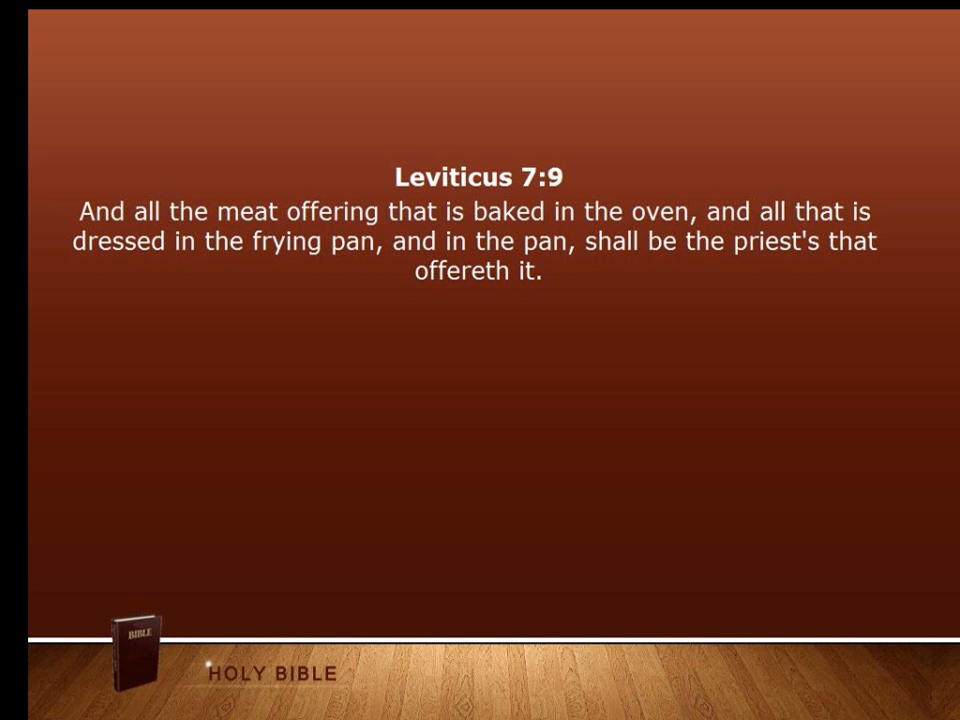 Leviticus 7:9
And all the meat offering that is baked in the oven, and all that is
dressed in the frying pan, and in the pan, shall be the priest's that
offereth it.
BIBLE
HOLY BIBLE